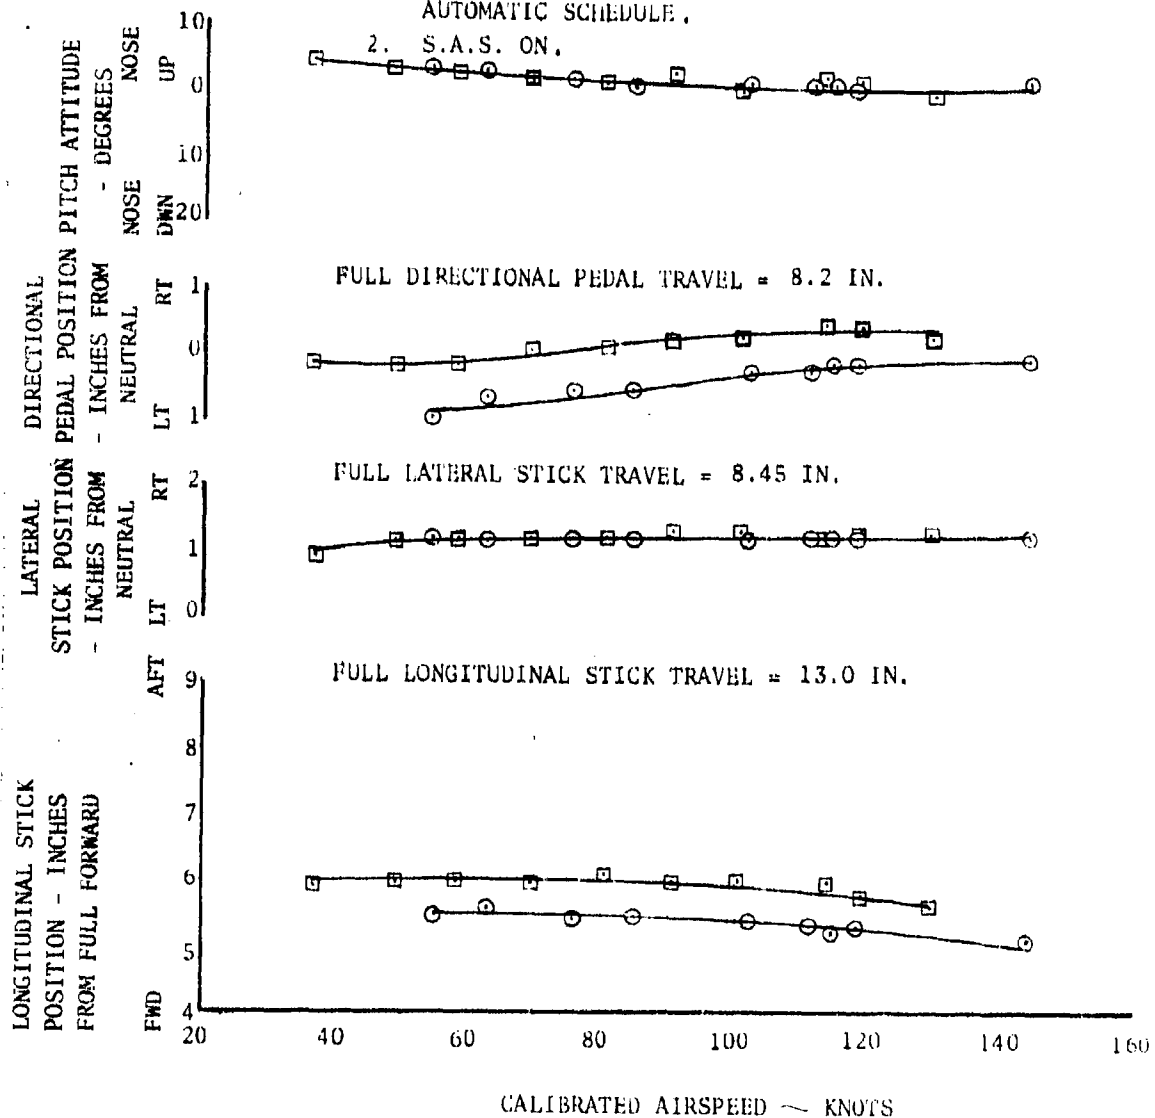 AUTOMATIC SCHEDULE.
2. S.A.S. ON.
PITCH ATTITUDE
- DEGREES
NOSE UP
NOSE DWN
10
0
10
20
FULL DIRECTIONAL PEDAL TRAVEL = 8.2 IN.
DIRECTIONAL
PEDAL POSITION
- INCHES FROM
NEUTRAL
RT
LT
1
0
1
FULL LATERAL STICK TRAVEL = 8.45 IN.
LATERAL
STICK POSITION
- INCHES FROM
NEUTRAL
RT
LT
2
1
0
FULL LONGITUDINAL STICK TRAVEL = 13.0 IN.
LONGITUDINAL STICK
POSITION - INCHES
FROM FULL FORWARD
AFT
FWD
9
8
7
6
5
4
20 40 60 80 100 120 140 160
CALIBRATED AIRSPEED ~ KNOTS